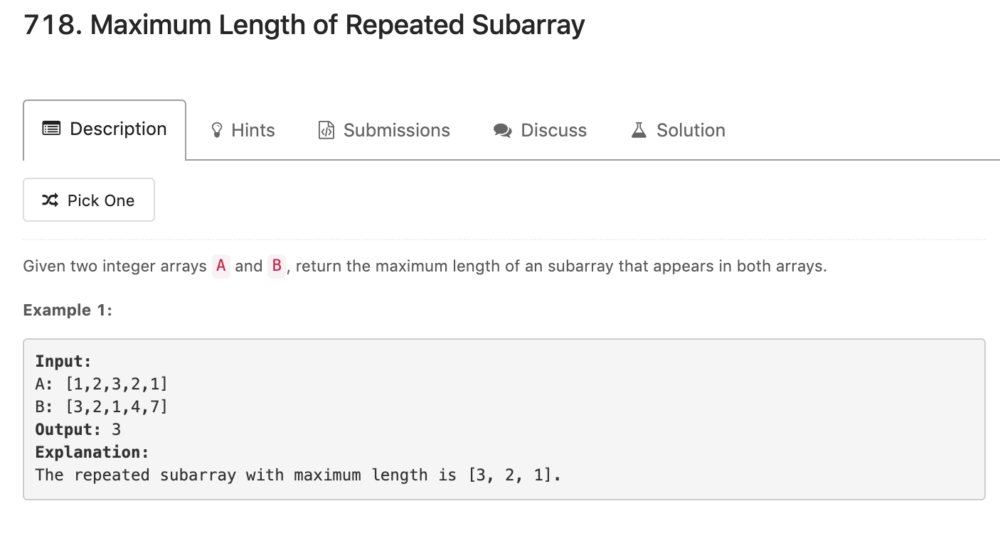 718. Maximum Length of Repeated Subarray
Description
Hints
Submissions
Discuss
Solution
Pick One
Given two integer arrays A and B, return the maximum length of an subarray that appears in both arrays.
Example 1:
Input:
A: [1,2,3,2,1]
B: [3,2,1,4,7]
Output: 3
Explanation:
The repeated subarray with maximum length is [3, 2, 1].